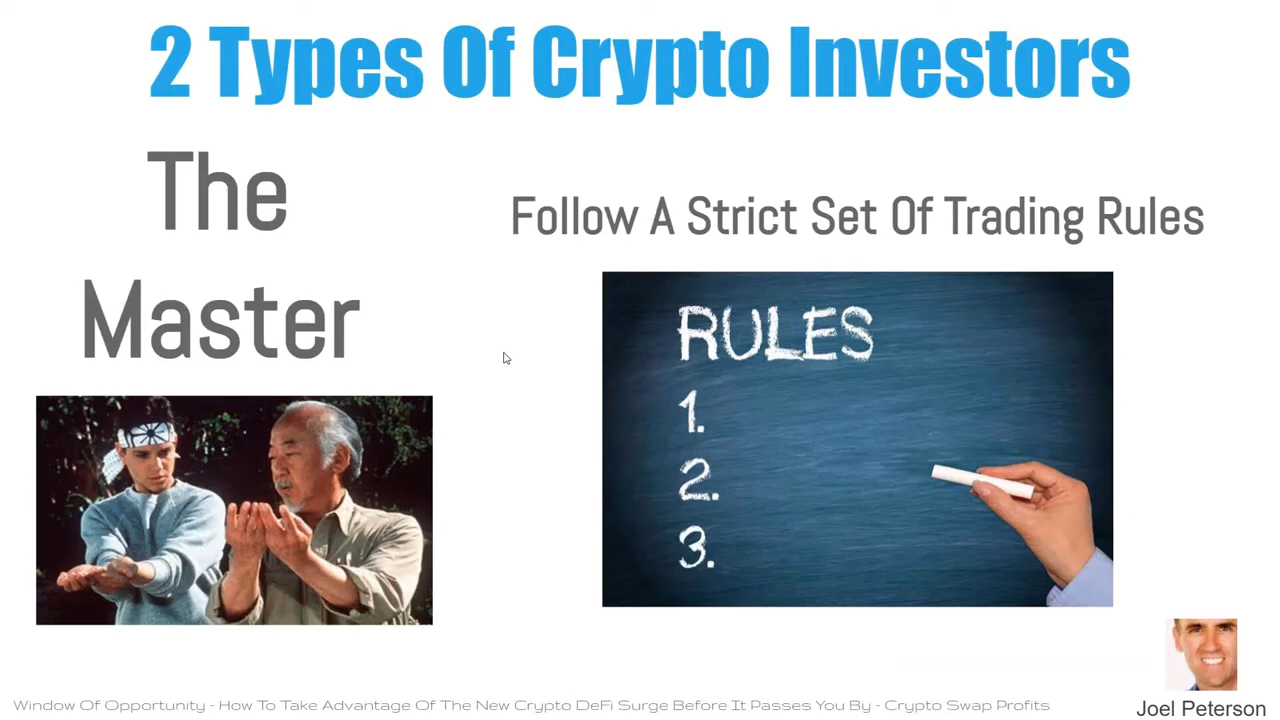 2 Types Of Crypto Investors
The
Master
Follow A Strict Set Of Trading Rules
RULES
1.
2.
3.
Window Of Opportunity - How To Take Advantage Of The New Crypto DeFi Surge Before It Passes You By - Crypto Swap Profits
Joel Peterson